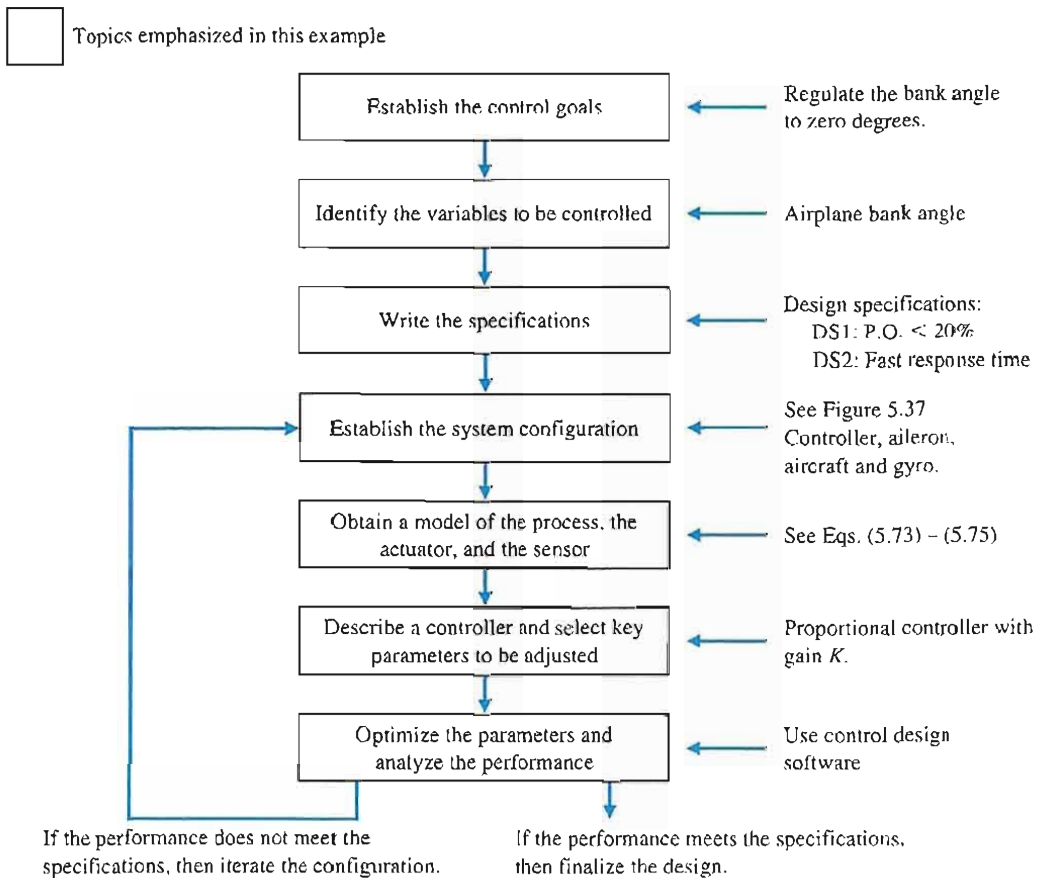 Topics emphasized in this example
Establish the control goals
Regulate the bank angle
to zero degrees.
Identify the variables to be controlled
Airplane bank angle
Write the specifications
Design specifications:
DS1: P.O. < 20%
DS2: Fast response time
Establish the system configuration
See Figure 5.37
Controller, aileron,
aircraft and gyro.
Obtain a model of the process, the
actuator, and the sensor
See Eqs. (5.73) – (5.75)
Describe a controller and select key
parameters to be adjusted
Proportional controller with
gain K.
Optimize the parameters and
analyze the performance
Use control design
software
If the performance does not meet the
specifications, then iterate the configuration.
If the performance meets the specifications,
then finalize the design.